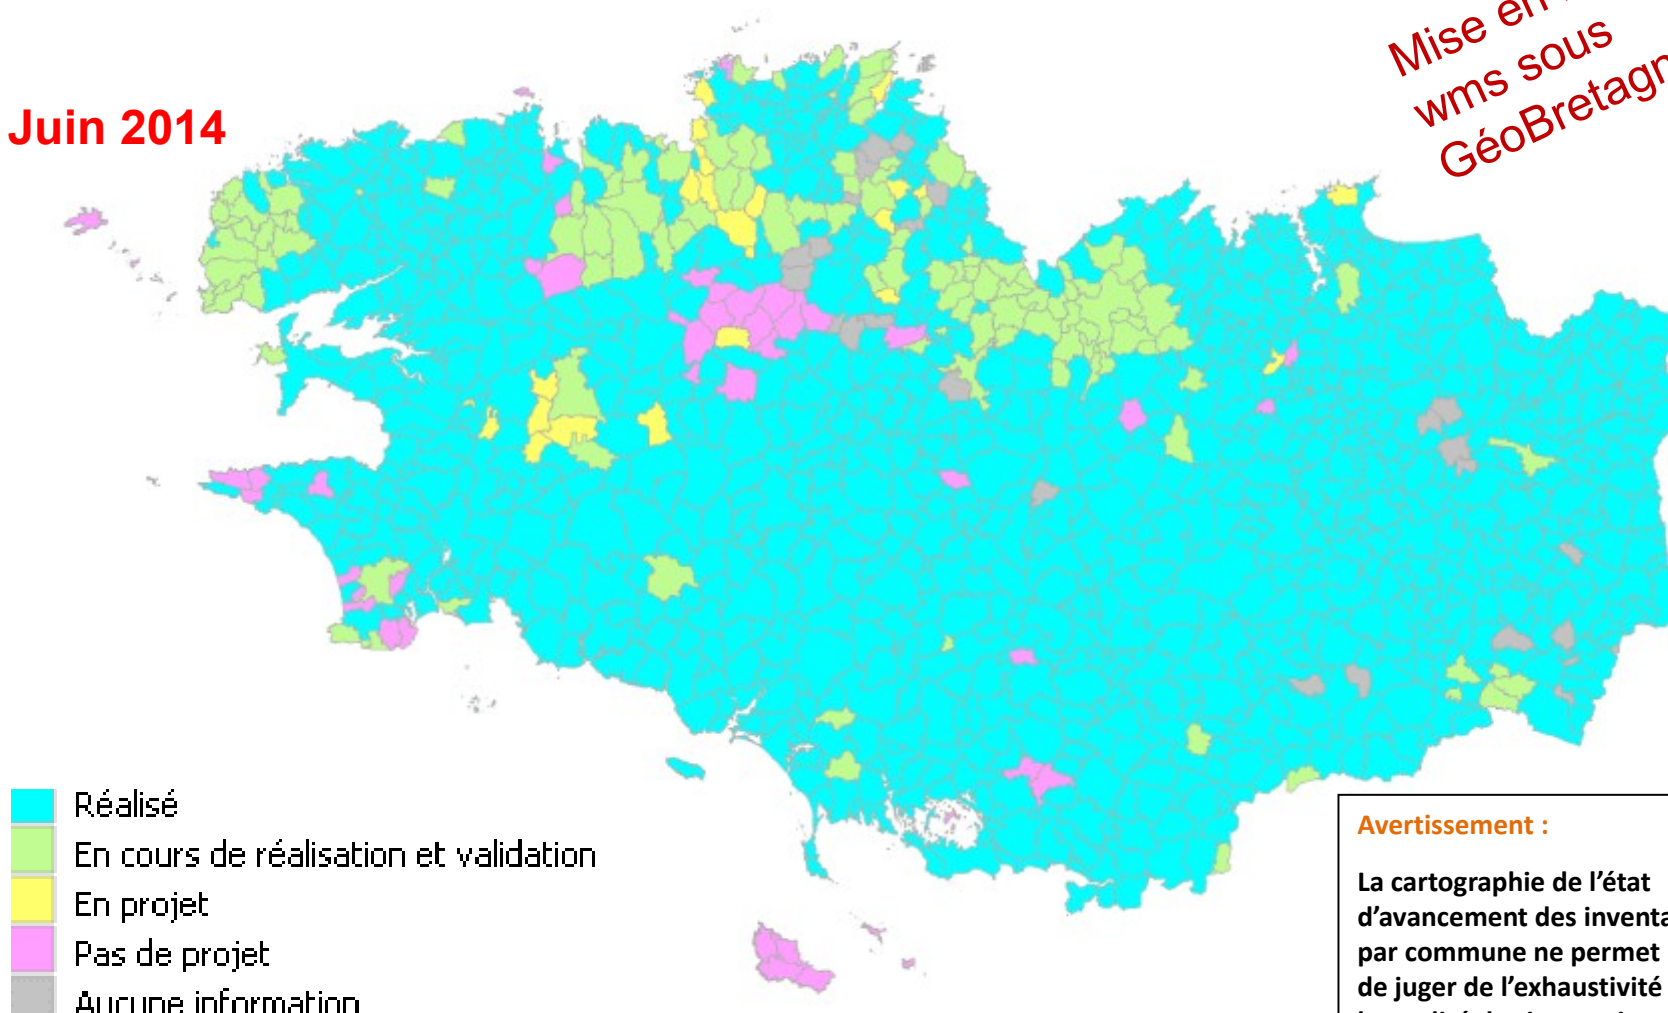 Juin 2014
Mise en
wms sous
GéoBretagn
Réalisé
En cours de réalisation et validation
En projet
Pas de projet
Aucune information
Avertissement :
La cartographie de l'état
d'avancement des inventa
par commune ne permet
de juger de l'exhaustivité